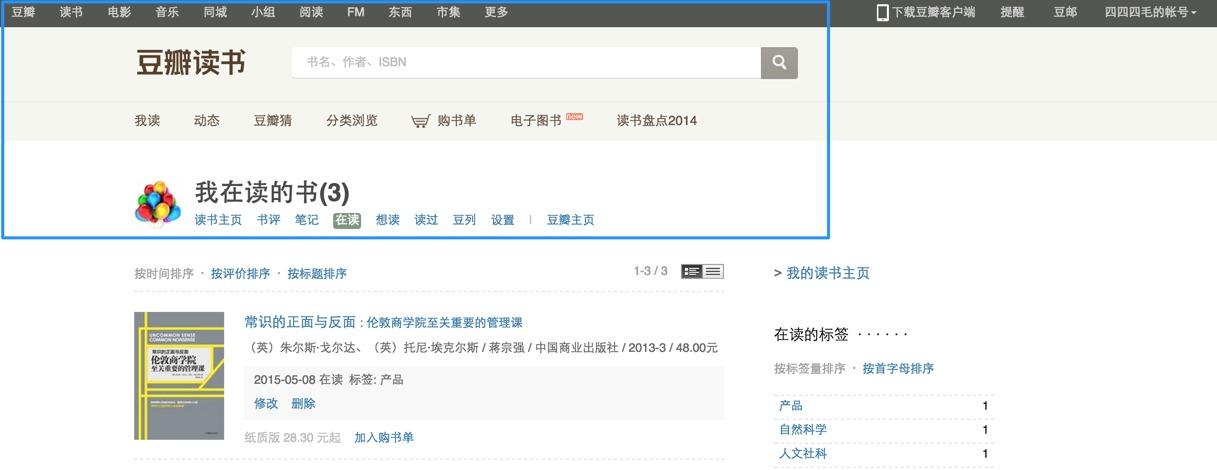 豆瓣 读书 电影 音乐 同城 小组 阅读 FM 东西 市集 更多 下载豆瓣客户端 提醒 豆邮 四四四毛的帐号
豆瓣读书 书名、作者、ISBN
我读 动态 豆瓣猜 分类浏览 购书单 电子图书 new 读书盘点2014
我在读的书(3)
读书主页 书评 笔记 在读 想读 读过 豆列 设置 | 豆瓣主页
按时间排序 · 按评价排序 · 按标题排序 1-3 / 3
> 我的读书主页
UNCOMMON SENSE
COMMON NONSENSE
常识的正面与反面
伦敦商学院
至关重要的管理课
常识的正面与反面 : 伦敦商学院至关重要的管理课
（英）朱尔斯·戈尔达、（英）托尼·埃克尔斯 / 蒋宗强 / 中国商业出版社 / 2013-3 / 48.00元
2015-05-08 在读 标签: 产品
修改 删除
纸质版 28.30 元起 加入购书单
在读的标签 · · · · · ·
按标签量排序 · 按首字母排序
产品 1
自然科学 1
人文社科 1